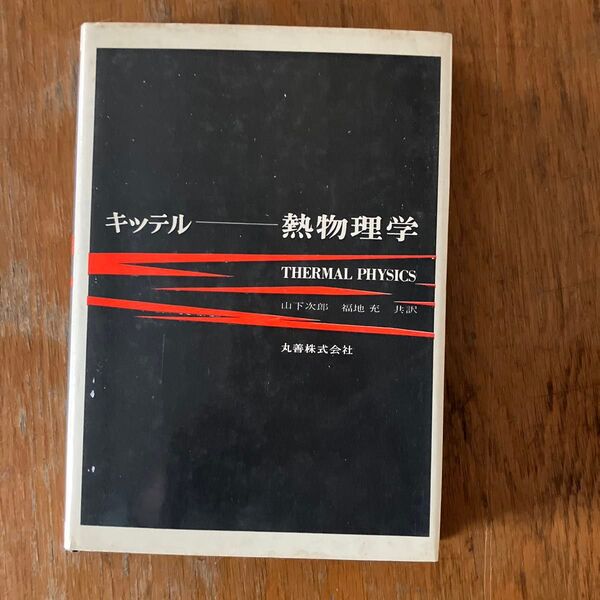 キッテル――熱物理学
THERMAL PHYSICS
山下次郎 福地 充 共訳
丸善株式会社